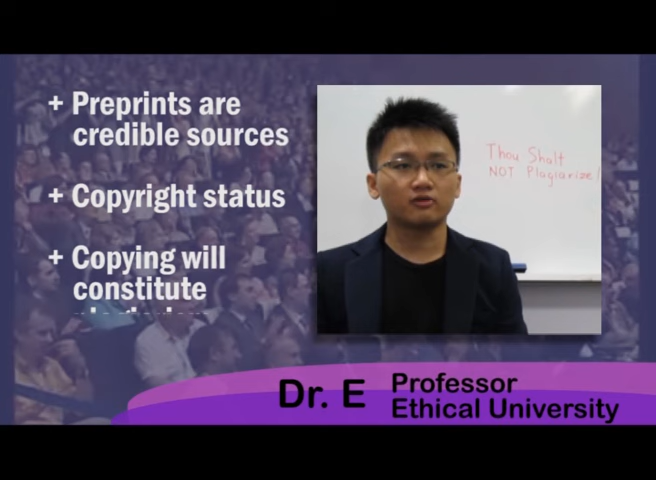 + Preprints are
credible sources
+ Copyright status
+ Copying will
constitute
Thou Shalt
NOT Plagiarize!
Dr. E
Professor
Ethical University